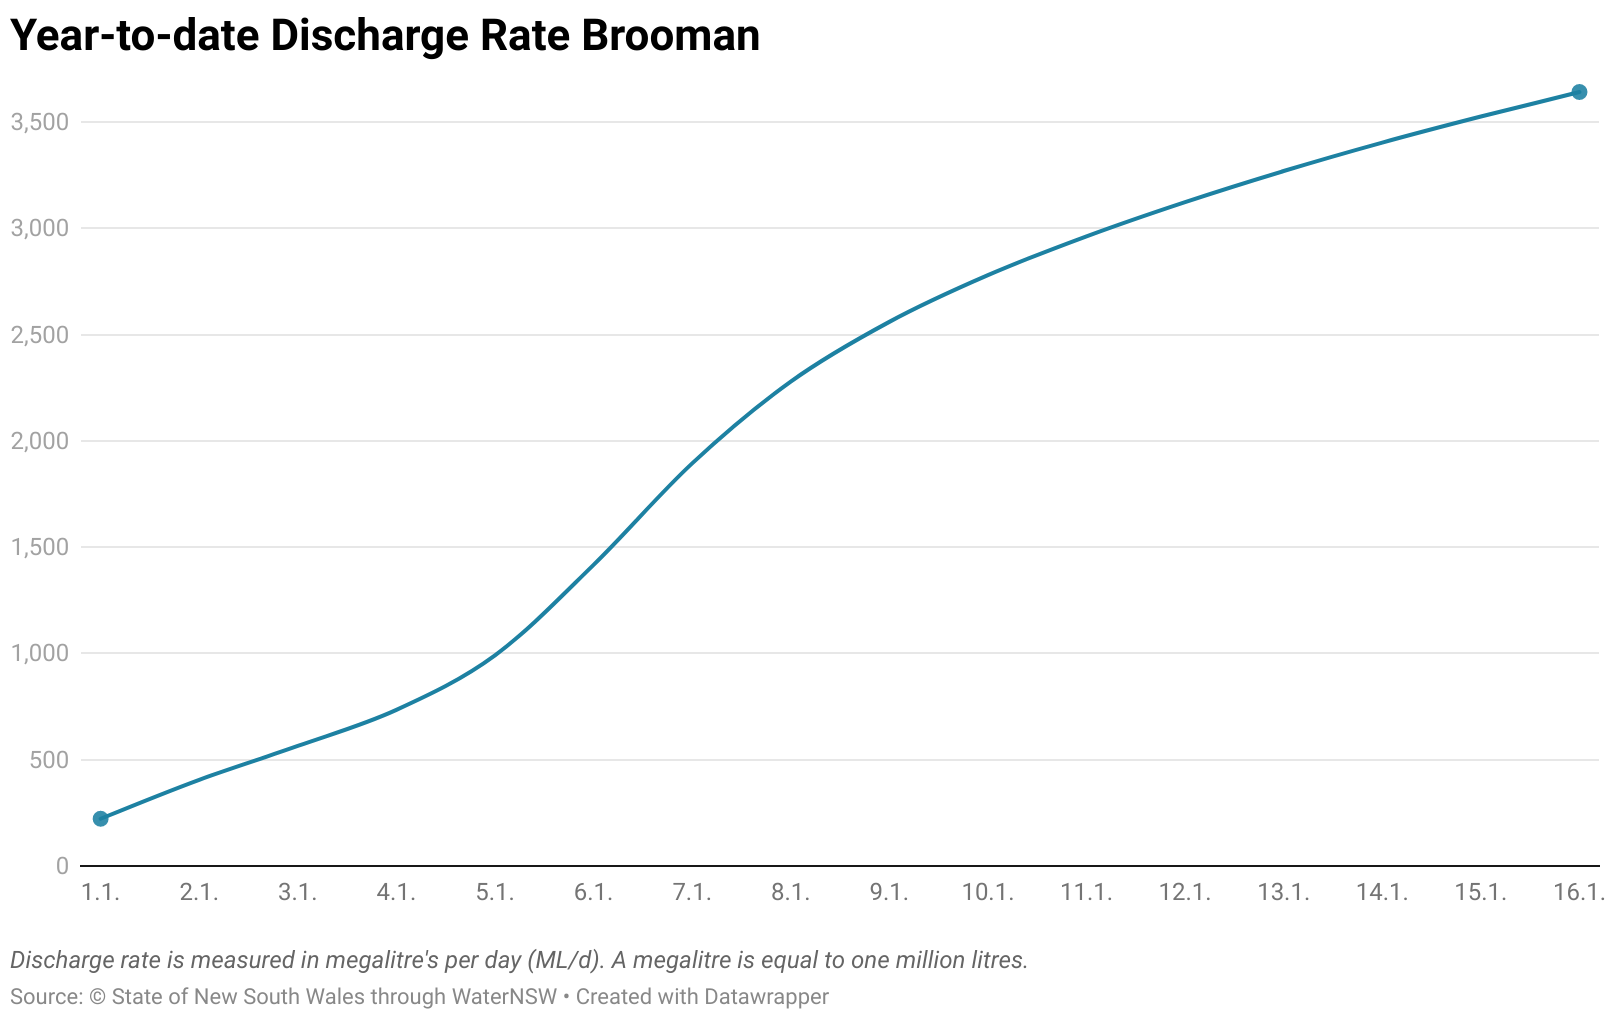 Year-to-date Discharge Rate Brooman
3,500
3,000
2,500
2,000
1,500
1,000
500
0
1.1. 2.1. 3.1. 4.1. 5.1. 6.1. 7.1. 8.1. 9.1. 10.1. 11.1. 12.1. 13.1. 14.1. 15.1. 16.1.
Discharge rate is measured in megalitre's per day (ML/d). A megalitre is equal to one million litres.
Source: © State of New South Wales through WaterNSW • Created with Datawrapper